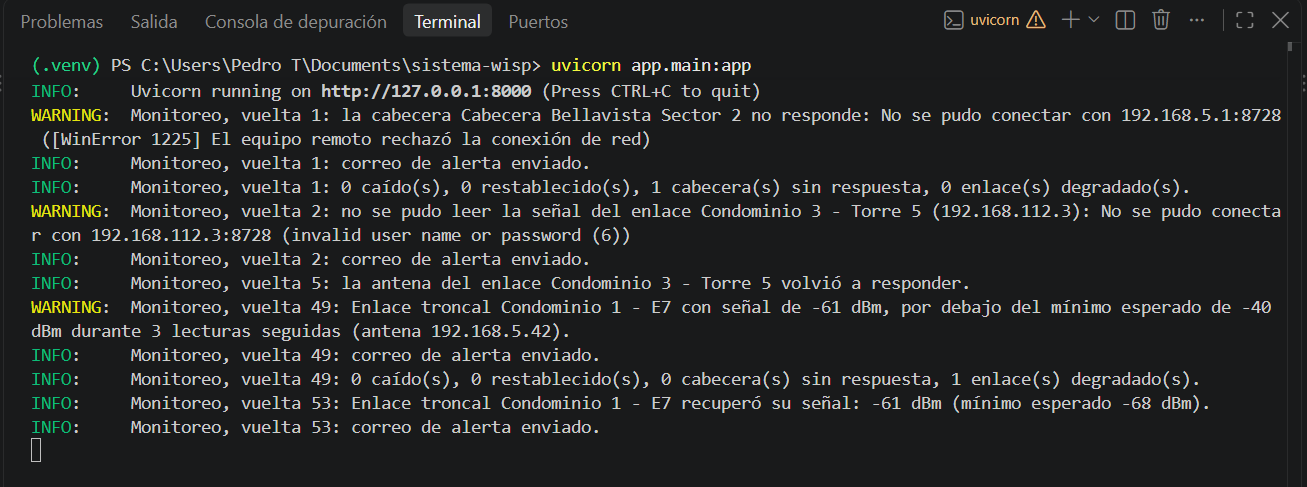 Problemas Salida Consola de depuración Terminal Puertos uvicorn
(.venv) PS C:\Users\Pedro T\Documents\sistema-wisp> uvicorn app.main:app
INFO: Uvicorn running on http://127.0.0.1:8000 (Press CTRL+C to quit)
WARNING: Monitoreo, vuelta 1: la cabecera Cabecera Bellavista Sector 2 no responde: No se pudo conectar con 192.168.5.1:8728
([WinError 1225] El equipo remoto rechazó la conexión de red)
INFO: Monitoreo, vuelta 1: correo de alerta enviado.
INFO: Monitoreo, vuelta 1: 0 caído(s), 0 restablecido(s), 1 cabecera(s) sin respuesta, 0 enlace(s) degradado(s).
WARNING: Monitoreo, vuelta 2: no se pudo leer la señal del enlace Condominio 3 - Torre 5 (192.168.112.3): No se pudo conecta
r con 192.168.112.3:8728 (invalid user name or password (6))
INFO: Monitoreo, vuelta 2: correo de alerta enviado.
INFO: Monitoreo, vuelta 5: la antena del enlace Condominio 3 - Torre 5 volvió a responder.
WARNING: Monitoreo, vuelta 49: Enlace troncal Condominio 1 - E7 con señal de -61 dBm, por debajo del mínimo esperado de -40
dBm durante 3 lecturas seguidas (antena 192.168.5.42).
INFO: Monitoreo, vuelta 49: correo de alerta enviado.
INFO: Monitoreo, vuelta 49: 0 caído(s), 0 restablecido(s), 0 cabecera(s) sin respuesta, 1 enlace(s) degradado(s).
INFO: Monitoreo, vuelta 53: Enlace troncal Condominio 1 - E7 recuperó su señal: -61 dBm (mínimo esperado -68 dBm).
INFO: Monitoreo, vuelta 53: correo de alerta enviado.